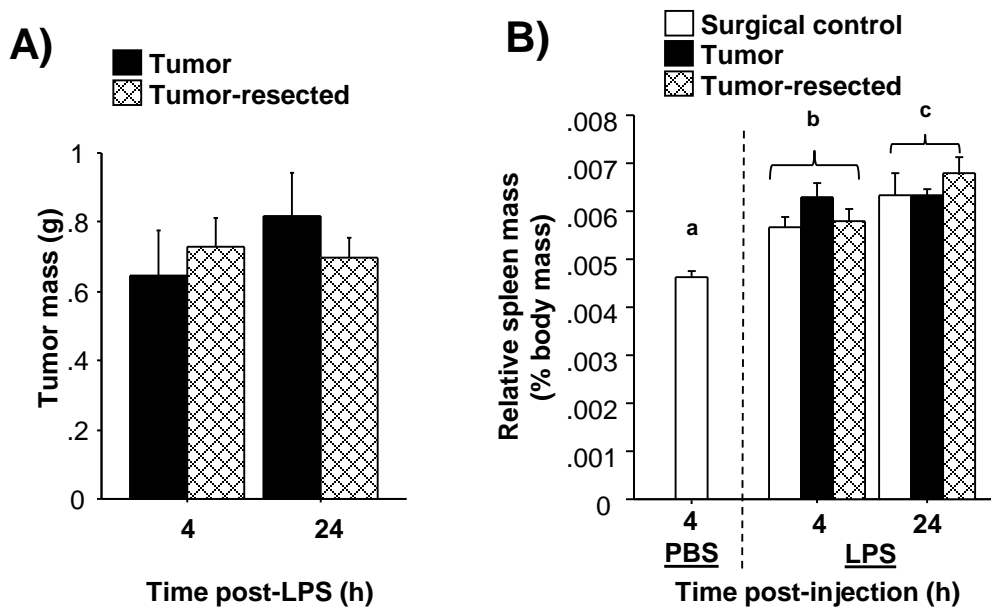 A)
Tumor
Tumor-resected
Tumor mass (g)
1
.8
.6
.4
.2
0
4 24
Time post-LPS (h)
B)
Surgical control
Tumor
Tumor-resected
Relative spleen mass
(% body mass)
.008
.007
.006
.005
.004
.003
.002
.001
0
a
b
c
4 4 24
PBS LPS
Time post-injection (h)